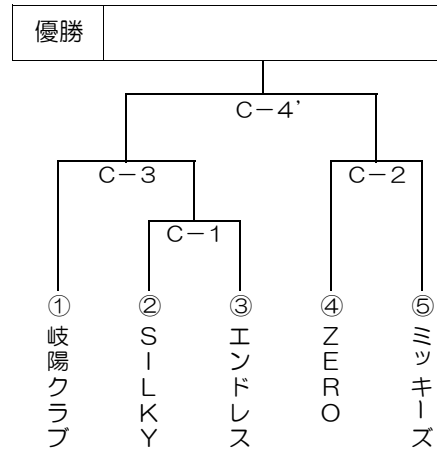 優勝
C-4'
C-3
C-2
C-1
①
岐陽クラブ
②
SILKY
③
エンドレス
④
ZERO
⑤
ミッキーズ